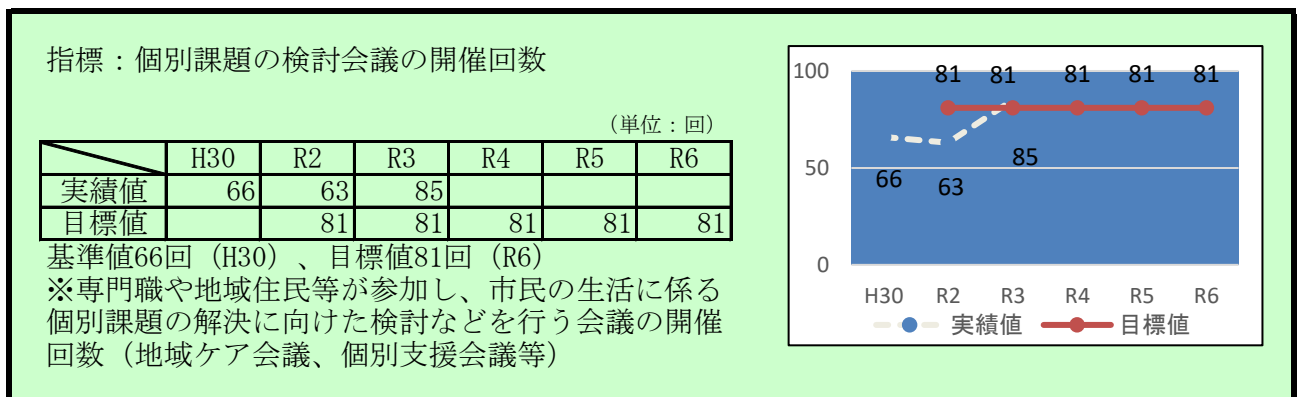 指標：個別課題の検討会議の開催回数
（単位：回）
H30 R2 R3 R4 R5 R6
実績値 66 63 85
目標値 81 81 81 81 81
基準値66回（H30）、目標値81回（R6）
※専門職や地域住民等が参加し、市民の生活に係る
個別課題の解決に向けた検討などを行う会議の開催
回数（地域ケア会議、個別支援会議等）
100
81 81 81 81 81
50
85
66 63
0
H30 R2 R3 R4 R5 R6
実績値 目標値